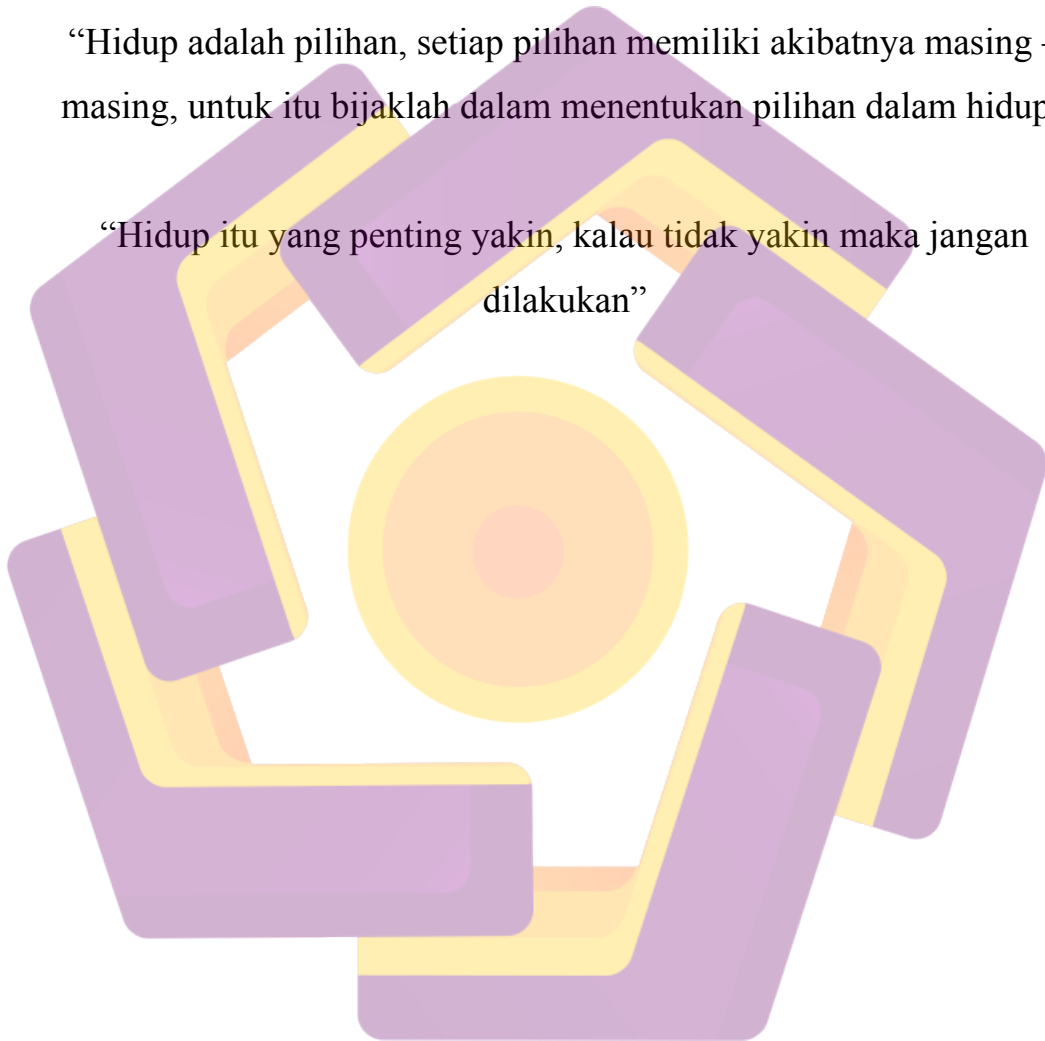 “Hidup adalah pilihan, setiap pilihan memiliki akibatnya masing –
masing, untuk itu bijaklah dalam menentukan pilihan dalam hidup
“Hidup itu yang penting yakin, kalau tidak yakin maka jangan
dilakukan”